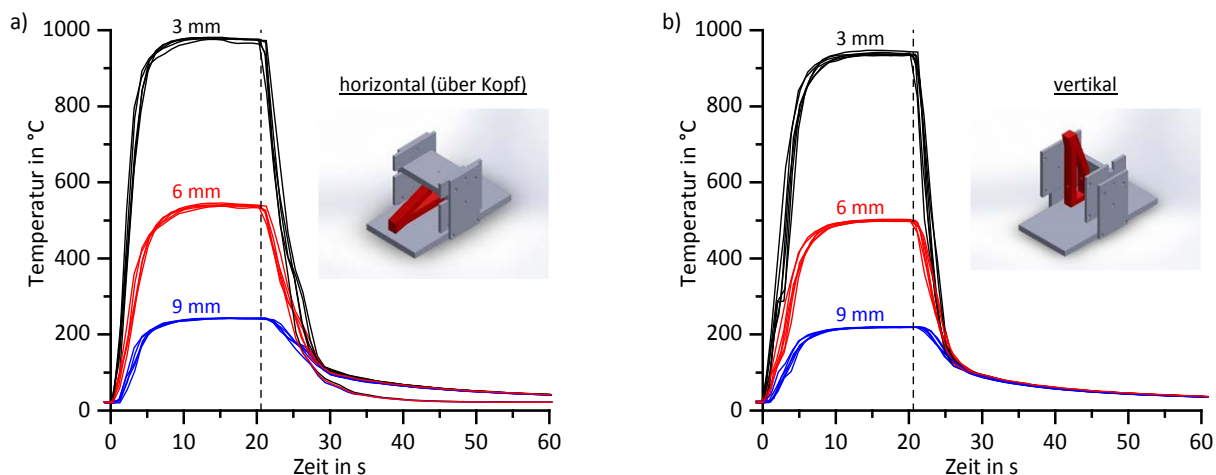 a)
Temperatur in °C
1000
800
600
400
200
0
3 mm
6 mm
9 mm
horizontal (über Kopf)
0 10 20 30 40 50 60
Zeit in s
b)
Temperatur in °C
1000
800
600
400
200
0
3 mm
6 mm
9 mm
vertikal
0 10 20 30 40 50 60
Zeit in s